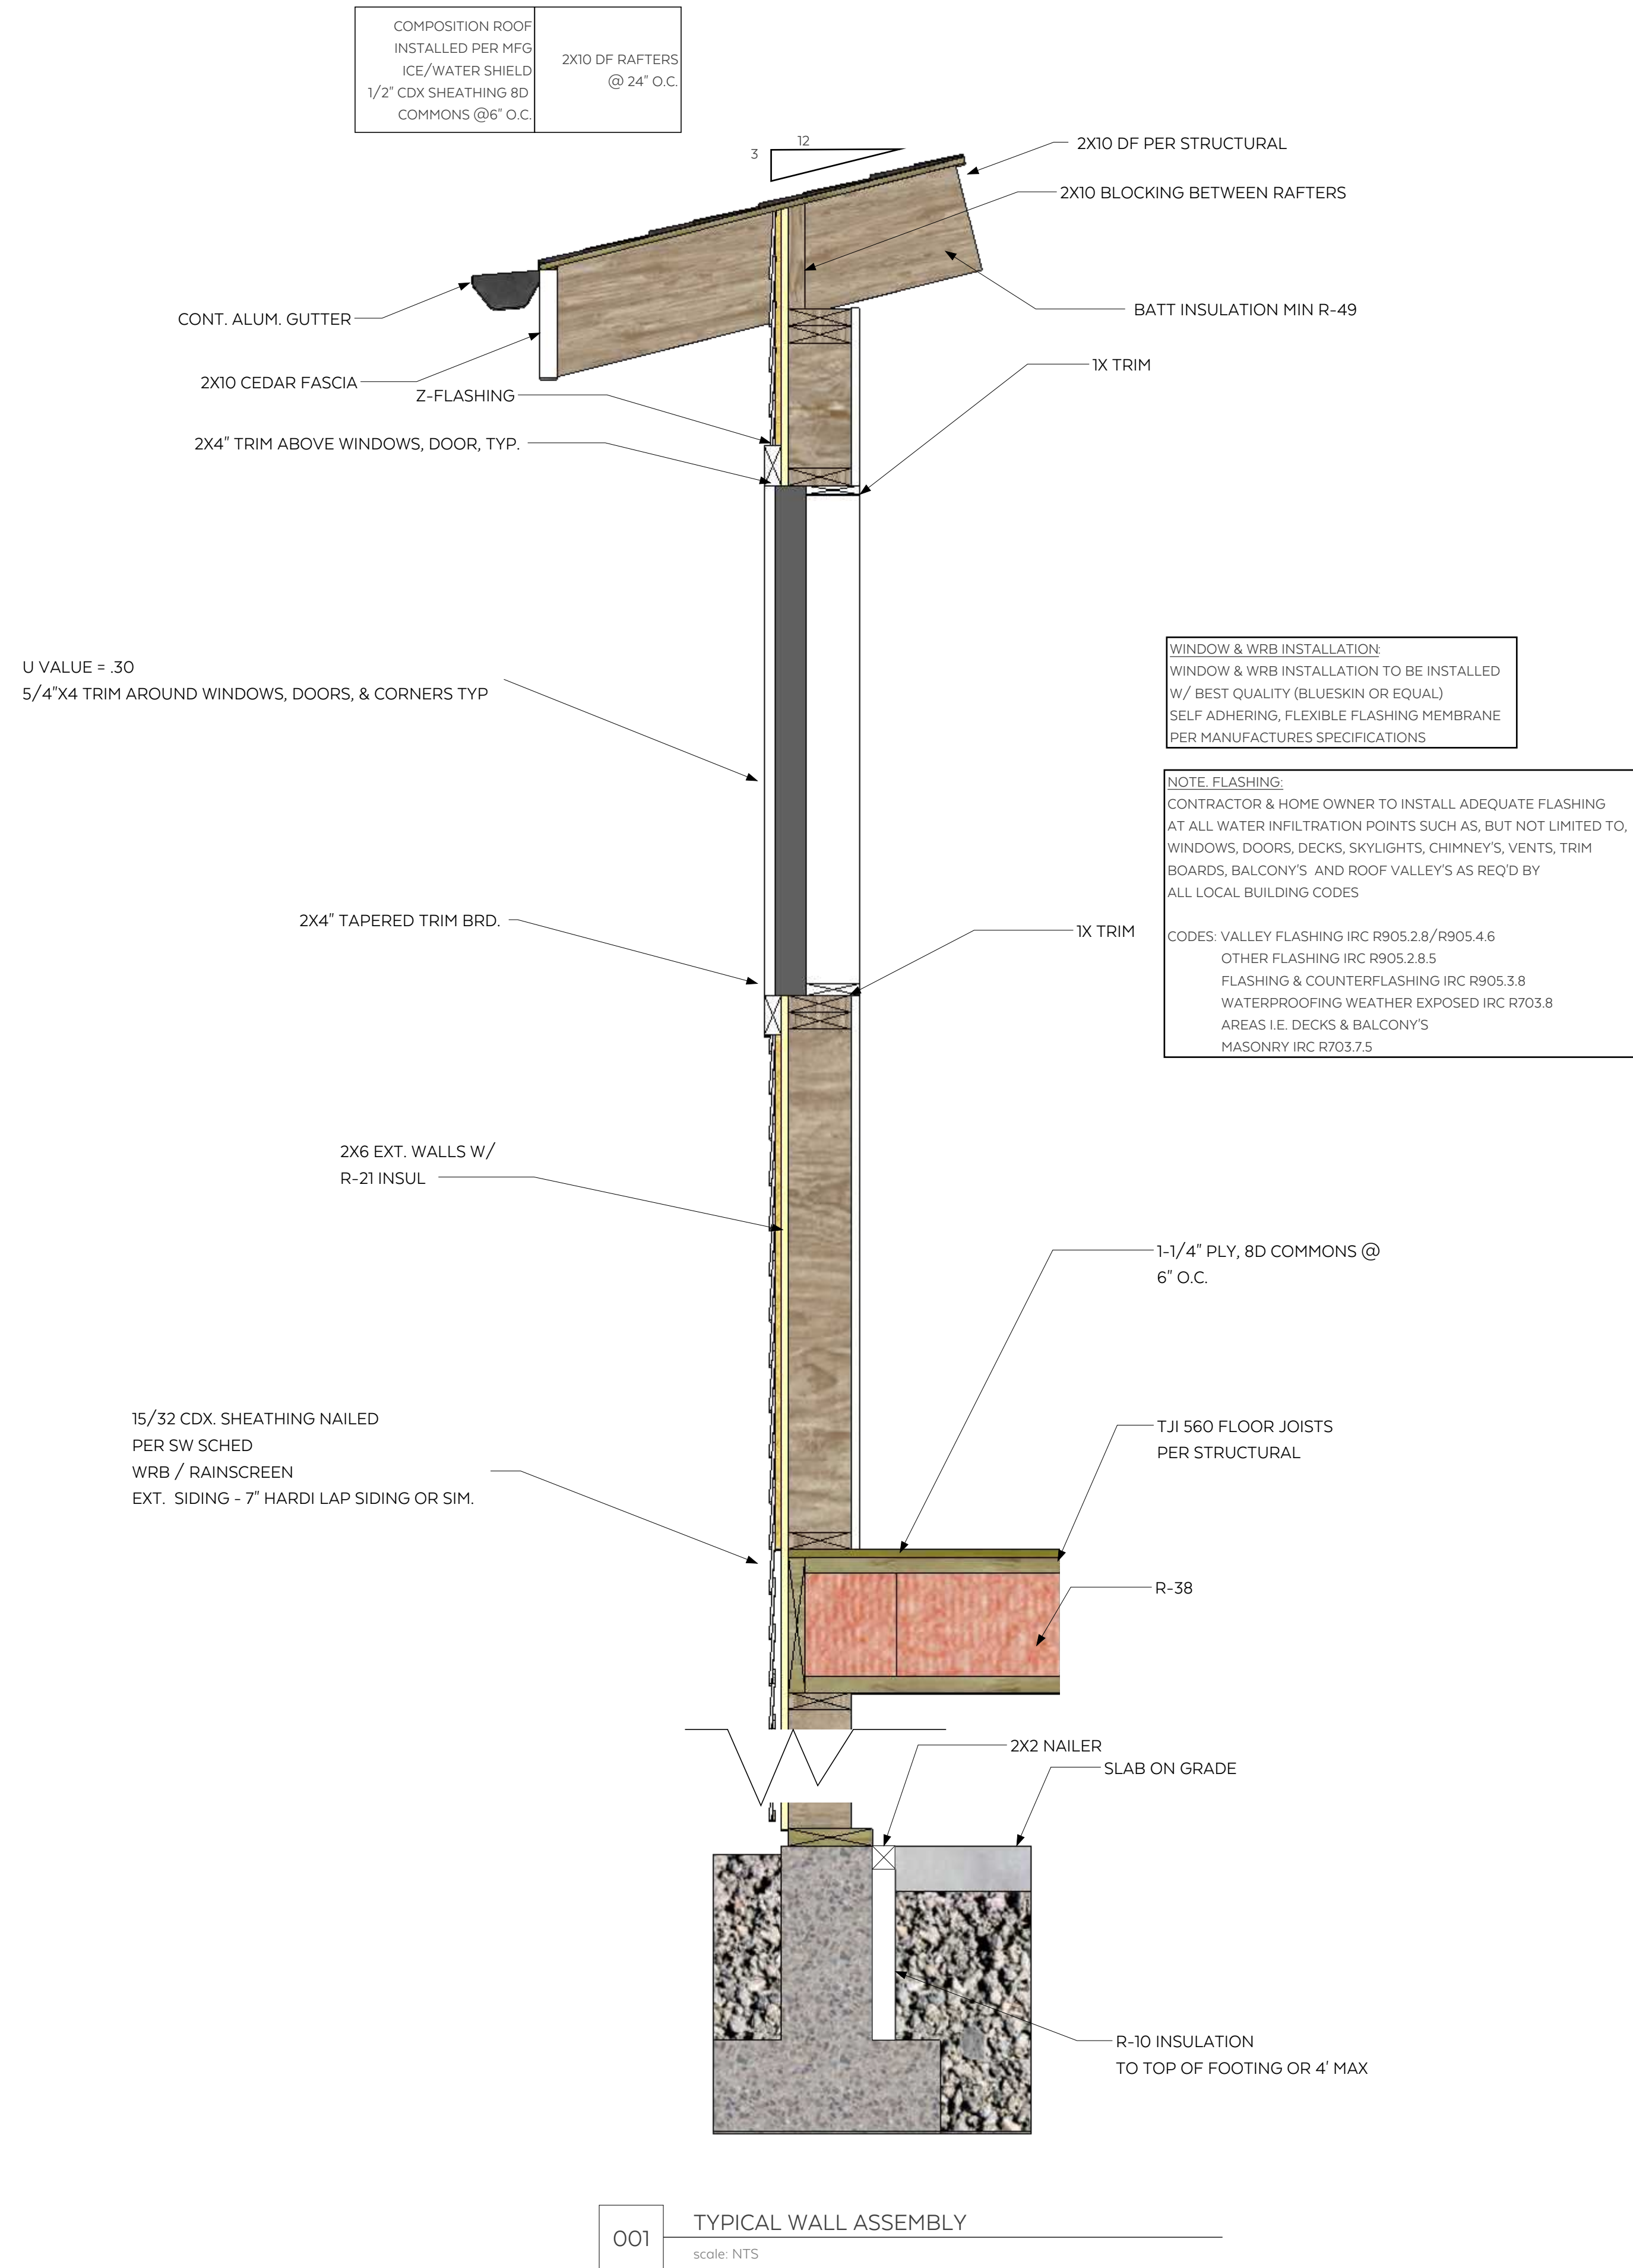 COMPOSITION ROOF
INSTALLED PER MFG
ICE/WATER SHIELD
1/2" CDX SHEATHING 8D
COMMONS @6" O.C.
2X10 DF RAFTERS
@ 24" O.C.
12
3
2X10 DF PER STRUCTURAL
2X10 BLOCKING BETWEEN RAFTERS
BATT INSULATION MIN R-49
CONT. ALUM. GUTTER
1X TRIM
2X10 CEDAR FASCIA
Z-FLASHING
2X4" TRIM ABOVE WINDOWS, DOOR, TYP.
U VALUE = .30
5/4"X4 TRIM AROUND WINDOWS, DOORS, & CORNERS TYP
WINDOW & WRB INSTALLATION:
WINDOW & WRB INSTALLATION TO BE INSTALLED
W/ BEST QUALITY (BLUESKIN OR EQUAL)
SELF ADHERING, FLEXIBLE FLASHING MEMBRANE
PER MANUFACTURES SPECIFICATIONS
NOTE. FLASHING:
CONTRACTOR & HOME OWNER TO INSTALL ADEQUATE FLASHING
AT ALL WATER INFILTRATION POINTS SUCH AS, BUT NOT LIMITED TO,
WINDOWS, DOORS, DECKS, SKYLIGHTS, CHIMNEY'S, VENTS, TRIM
BOARDS, BALCONY'S AND ROOF VALLEY'S AS REQ'D BY
ALL LOCAL BUILDING CODES
CODES: VALLEY FLASHING IRC R905.2.8/R905.4.6
OTHER FLASHING IRC R905.2.8.5
FLASHING & COUNTERFLASHING IRC R905.3.8
WATERPROOFING WEATHER EXPOSED IRC R703.8
AREAS I.E. DECKS & BALCONY'S
MASONRY IRC R703.7.5
2X4" TAPERED TRIM BRD.
1X TRIM
2X6 EXT. WALLS W/
R-21 INSUL
1-1/4" PLY, 8D COMMONS @
6" O.C.
15/32 CDX. SHEATHING NAILED
PER SW SCHED
WRB / RAINSCREEN
EXT. SIDING - 7" HARDI LAP SIDING OR SIM.
TJI 560 FLOOR JOISTS
PER STRUCTURAL
R-38
2X2 NAILER
SLAB ON GRADE
R-10 INSULATION
TO TOP OF FOOTING OR 4' MAX
001
TYPICAL WALL ASSEMBLY
scale: NTS